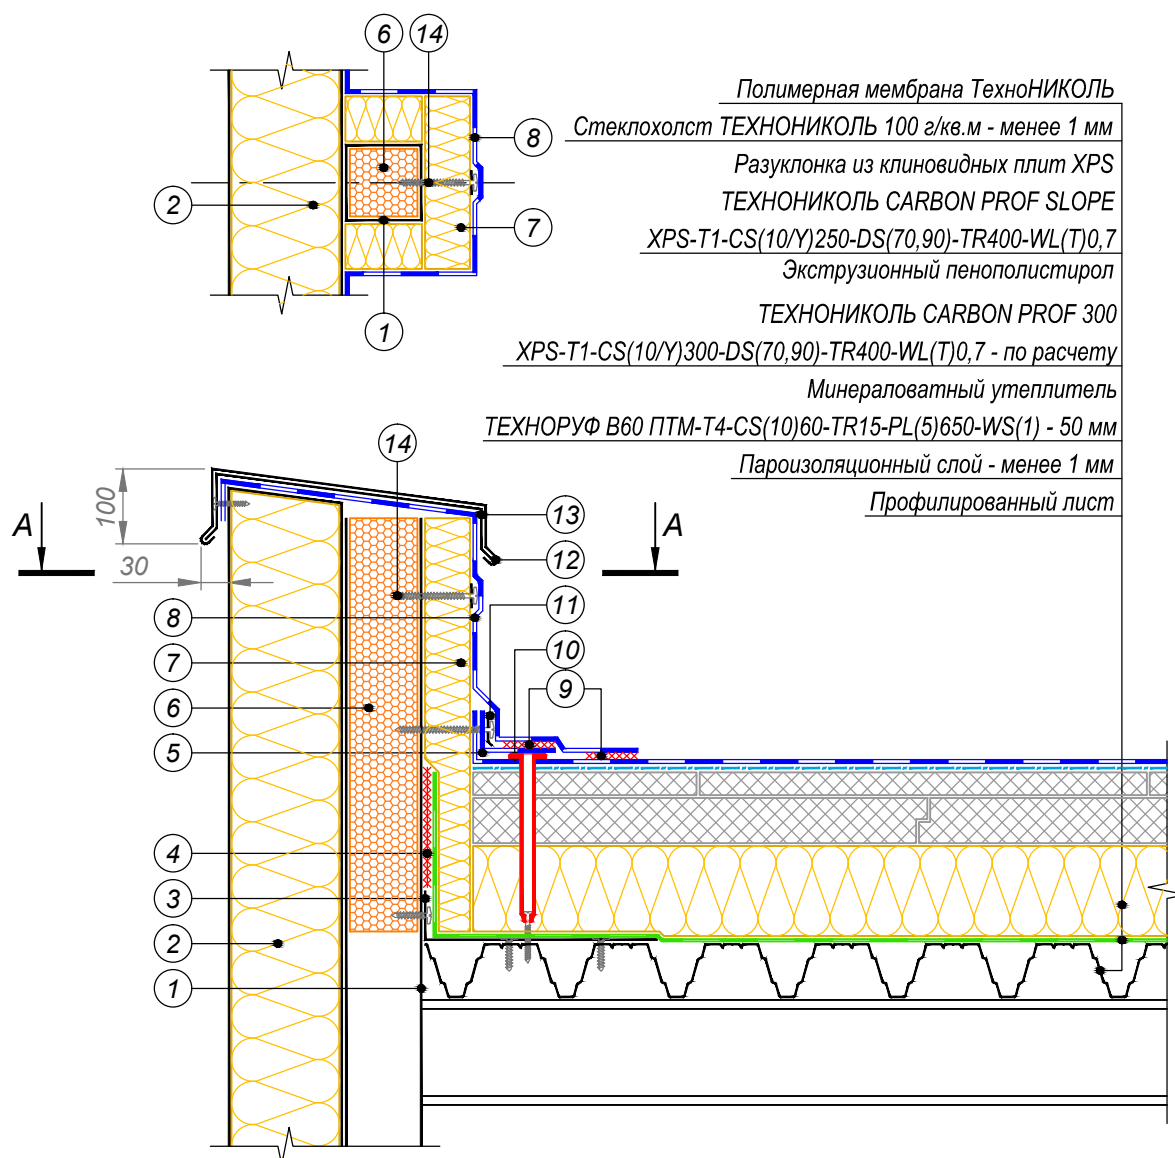 6 14
Полимерная мембрана ТехноНИКОЛЬ
Стеклохолст ТЕХНОНИКОЛЬ 100 г/кв.м - менее 1 мм
8
Разуклонка из клиновидных плит XPS
ТЕХНОНИКОЛЬ CARBON PROF SLOPE
2
7
XPS-T1-CS(10/Y)250-DS(70,90)-TR400-WL(T)0,7
Экструзионный пенополистирол
ТЕХНОНИКОЛЬ CARBON PROF 300
1
XPS-T1-CS(10/Y)300-DS(70,90)-TR400-WL(T)0,7 - по расчету
Минераловатный утеплитель
ТЕХНОРУФ В60 ПТМ-Т4-CS(10)60-TR15-PL(5)650-WS(1) - 50 мм
14
Пароизоляционный слой - менее 1 мм
Профилированный лист
100
А
13
А
30
12
11
8
10
7
9
6
5
4
3
2
1